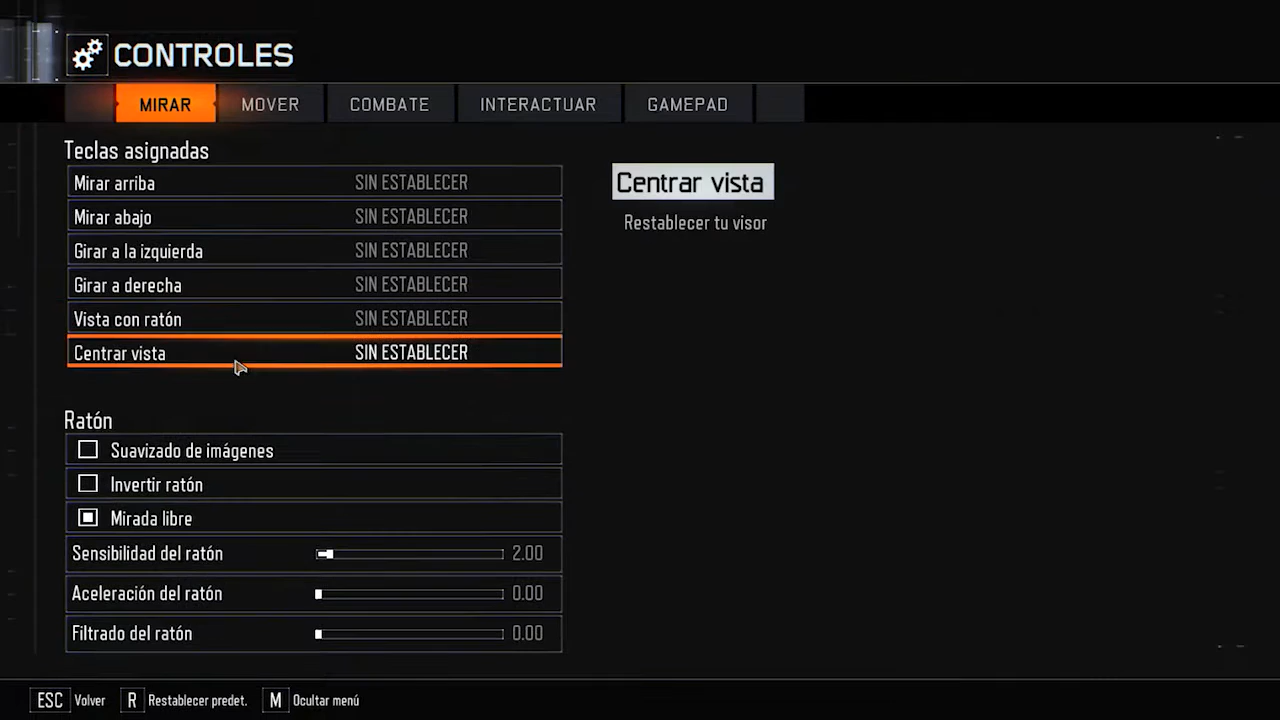 CONTROLES
MIRAR MOVER COMBATE INTERACTUAR GAMEPAD
Teclas asignadas
Mirar arriba SIN ESTABLECER
Mirar abajo SIN ESTABLECER
Girar a la izquierda SIN ESTABLECER
Girar a derecha SIN ESTABLECER
Vista con ratón SIN ESTABLECER
Centrar vista SIN ESTABLECER
Centrar vista
Restablecer tu visor
Ratón
Suavizado de imágenes
Invertir ratón
Mirada libre
Sensibilidad del ratón 2.00
Aceleración del ratón 0.00
Filtrado del ratón 0.00
ESC Volver R Restablecer predet. M Ocultar menú